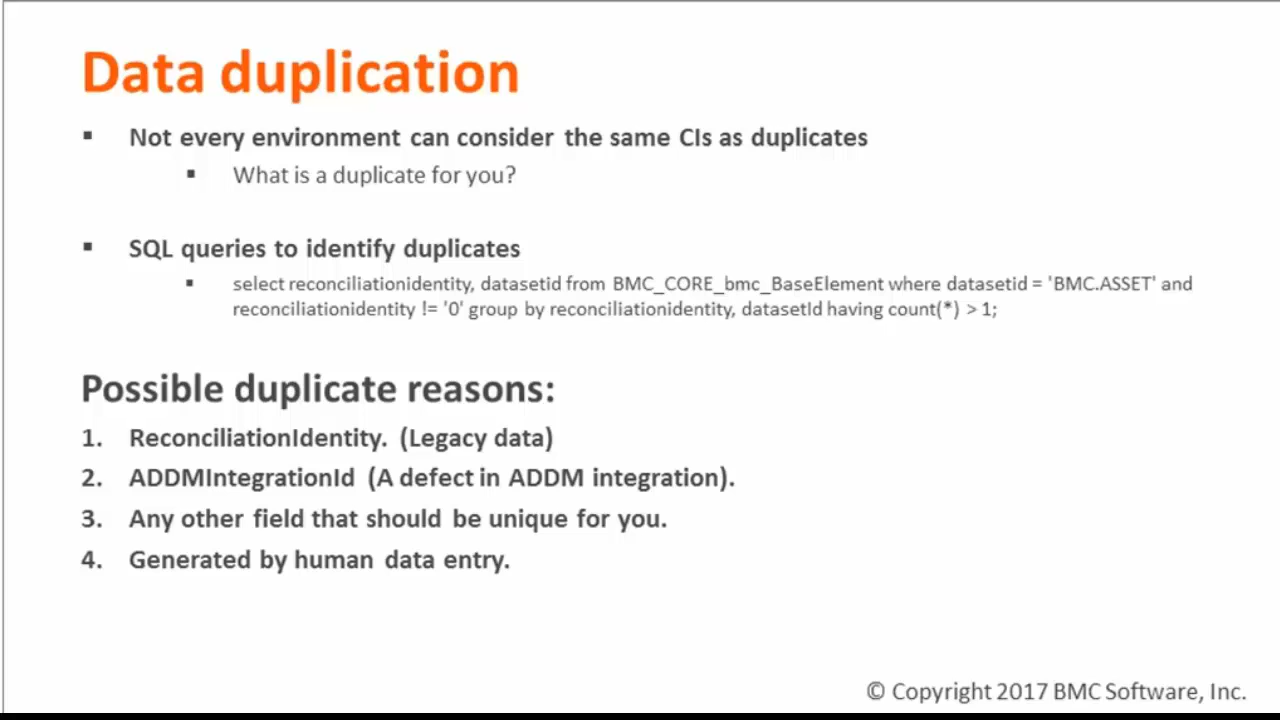 Data duplication
▪ Not every environment can consider the same CIs as duplicates
▪ What is a duplicate for you?
▪ SQL queries to identify duplicates
▪ select reconciliationidentity, datasetid from BMC_CORE_bmc_BaseElement where datasetid = 'BMC.ASSET' and
reconciliationidentity != '0' group by reconciliationidentity, datasetId having count(*) > 1;
Possible duplicate reasons:
1. ReconciliationIdentity. (Legacy data)
2. ADDMIntegrationId (A defect in ADDM integration).
3. Any other field that should be unique for you.
4. Generated by human data entry.
© Copyright 2017 BMC Software, Inc.